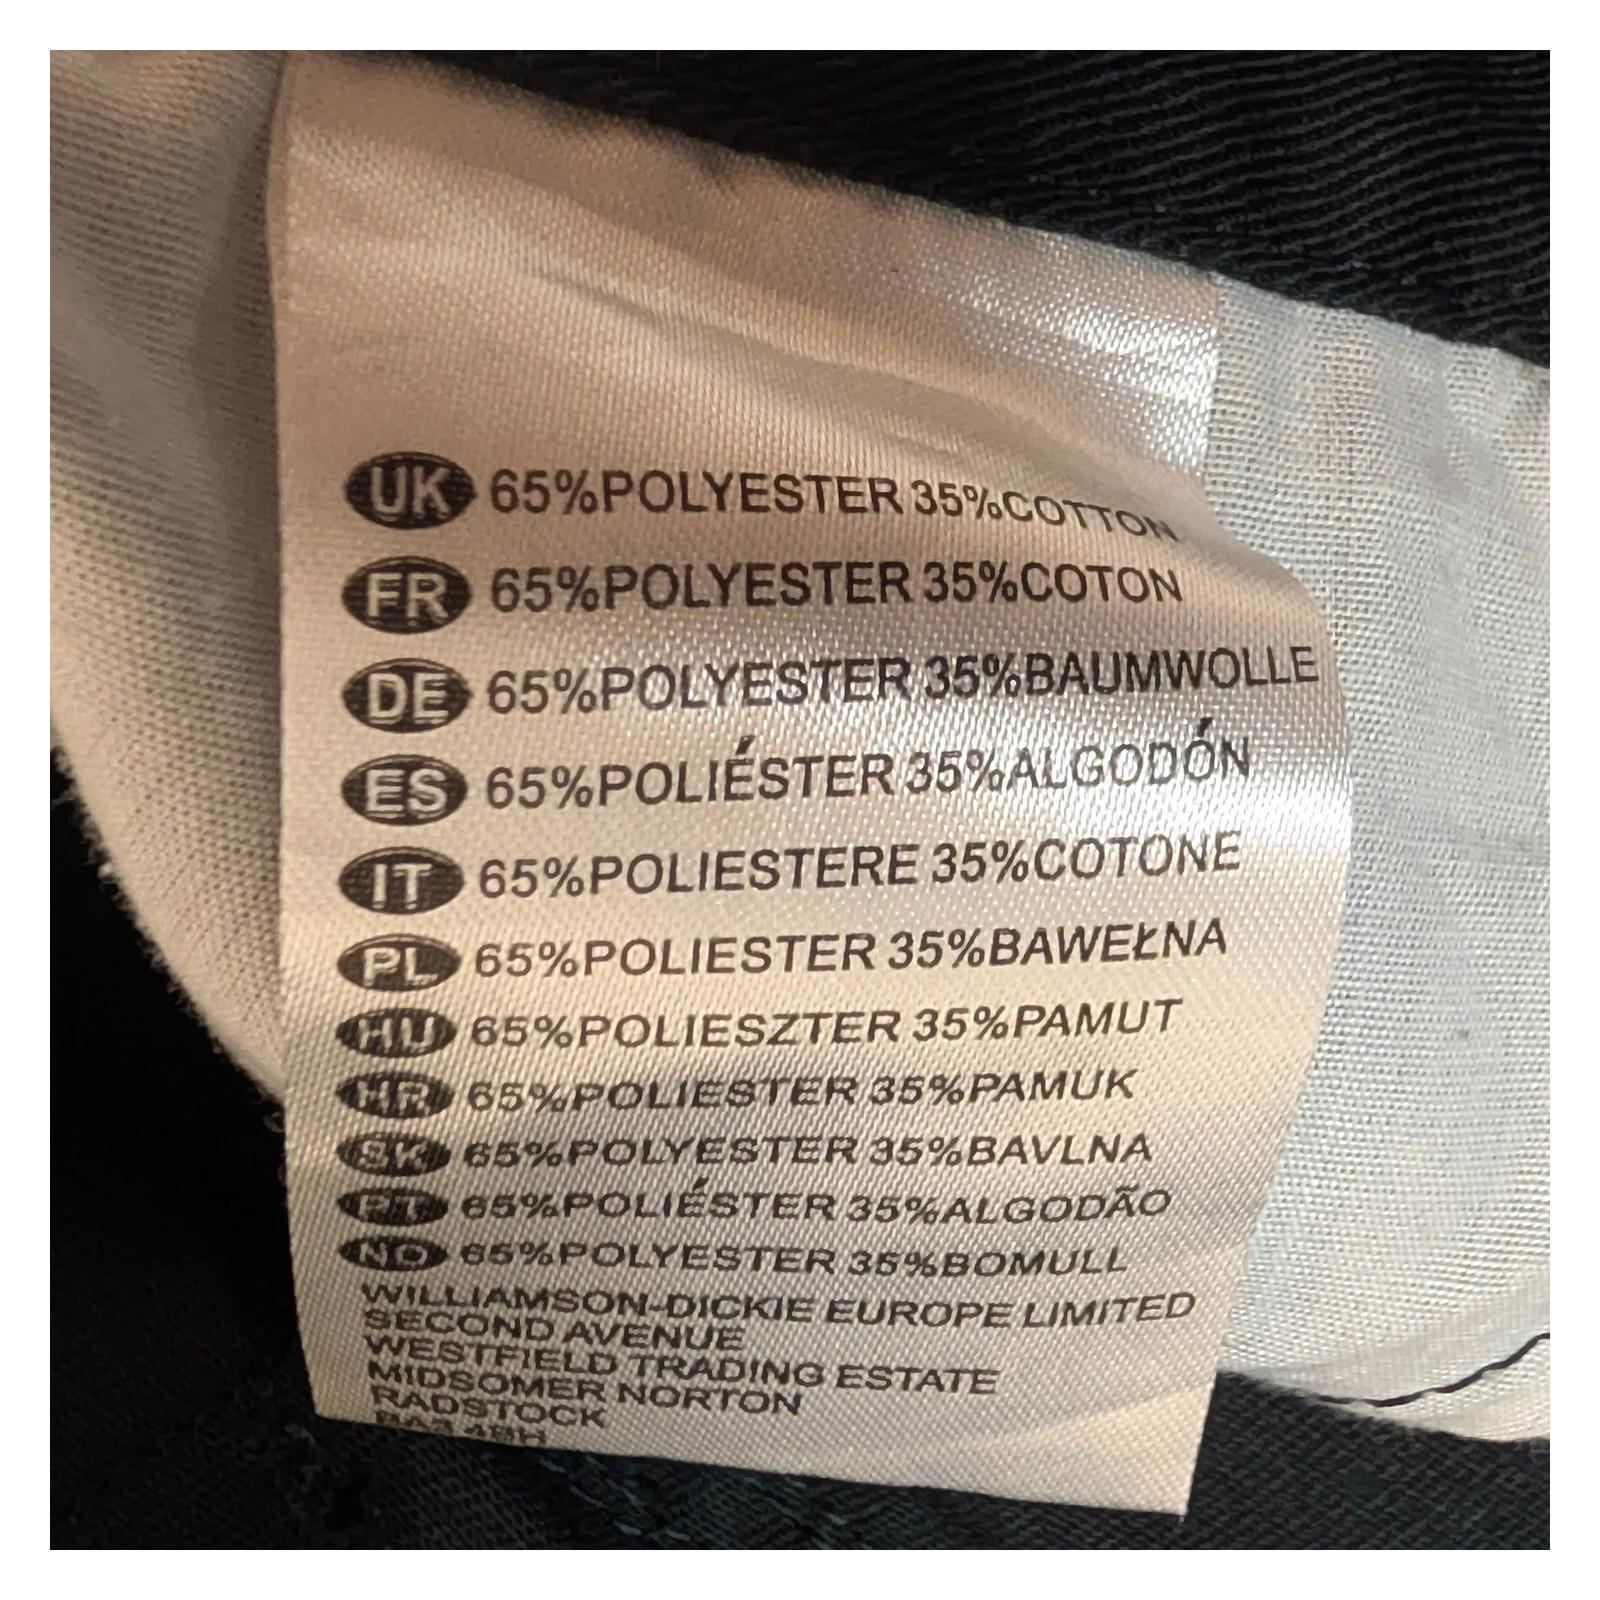 UK 65%POLYESTER 35%COTTON
FR 65%POLYESTER 35%COTON
DE 65%POLYESTER 35%BAUMWOLLE
ES 65%POLIÉSTER 35%ALGODÓN
IT 65%POLIESTERE 35%COTONE
PL 65%POLIESTER 35%BAWEŁNA
HU 65%POLIESZTER 35%PAMUT
HR 65%POLIESTER 35%PAMUK
SK 65%POLYESTER 35%BAVLNA
PT 65%POLIÉSTER 35%ALGODÃO
NO 65%POLYESTER 35%BOMULL
WILLIAMSON-DICKIE EUROPE LIMITED
SECOND AVENUE
WESTFIELD TRADING ESTATE
MIDSOMER NORTON
RADSTOCK
BA3 4BH